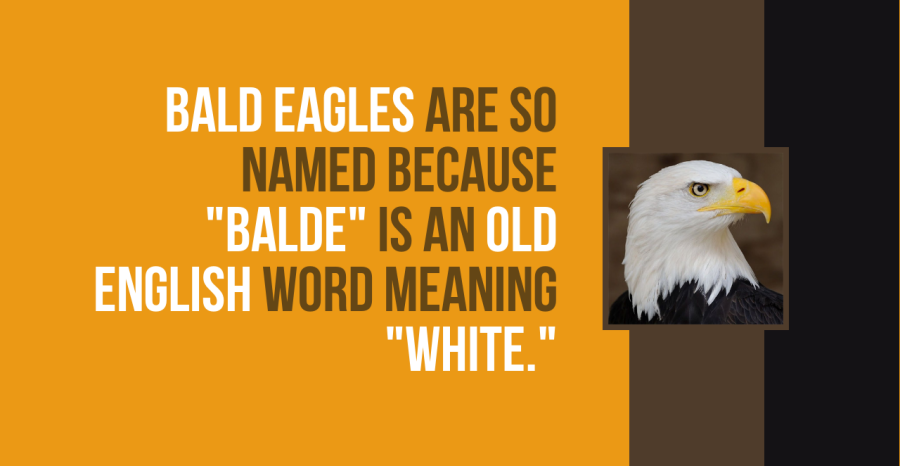 BALD EAGLES ARE SO
NAMED BECAUSE
"BALDE" IS AN OLD
ENGLISH WORD MEANING
"WHITE."